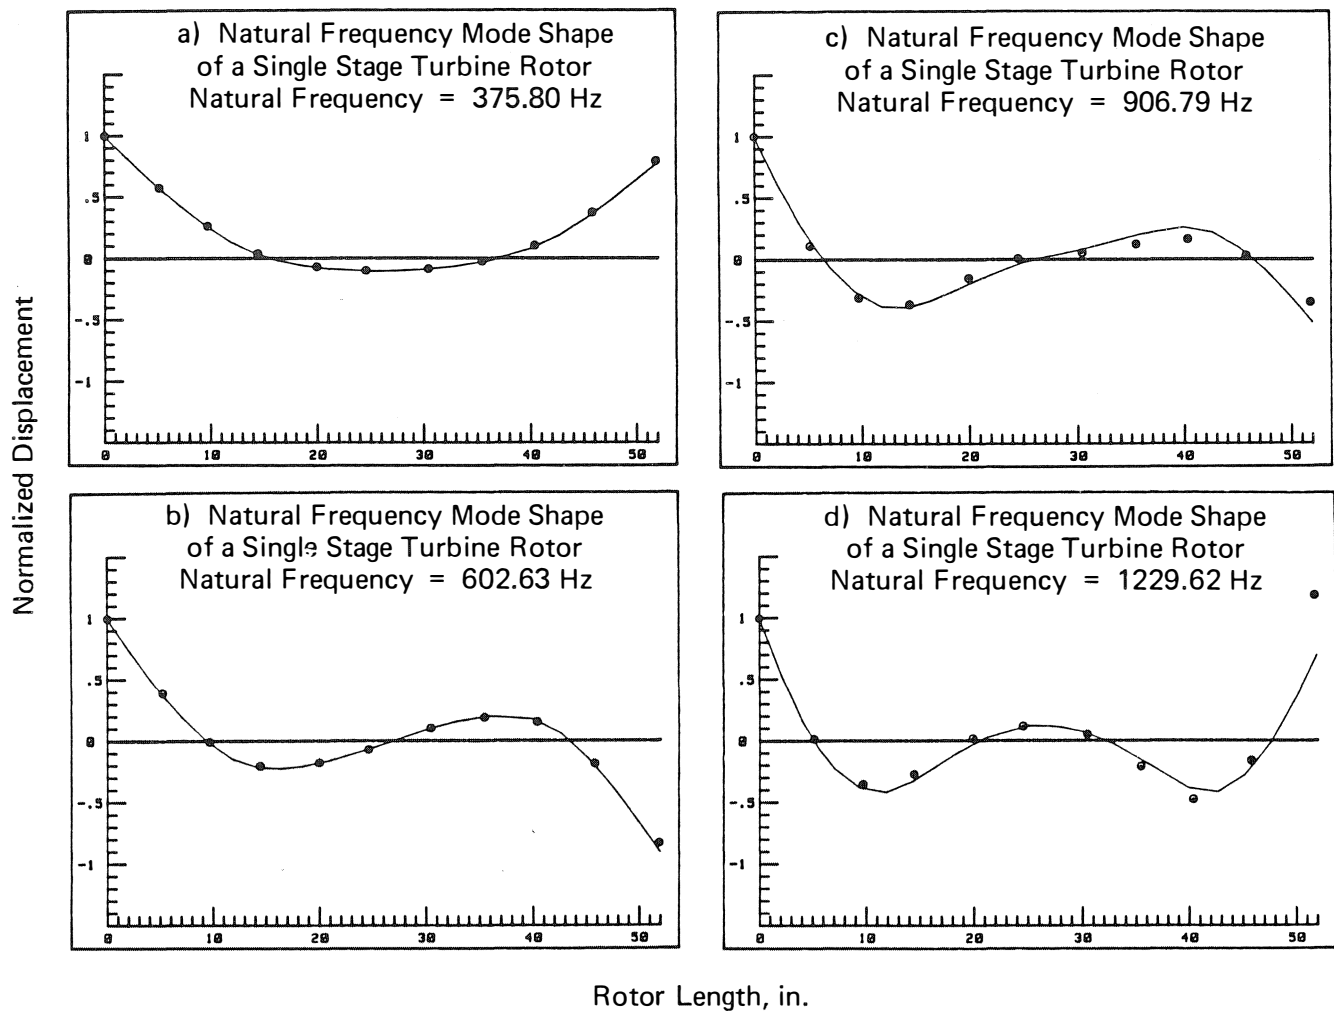 a) Natural Frequency Mode Shape
of a Single Stage Turbine Rotor
Natural Frequency = 375.80 Hz
1
.5
0
-.5
-1
0 10 20 30 40 50
c) Natural Frequency Mode Shape
of a Single Stage Turbine Rotor
Natural Frequency = 906.79 Hz
1
.5
0
-.5
-1
0 10 20 30 40 50
b) Natural Frequency Mode Shape
of a Single Stage Turbine Rotor
Natural Frequency = 602.63 Hz
1
.5
0
-.5
-1
0 10 20 30 40 50
d) Natural Frequency Mode Shape
of a Single Stage Turbine Rotor
Natural Frequency = 1229.62 Hz
1
.5
0
-.5
-1
0 10 20 30 40 50
Normalized Displacement
Rotor Length, in.